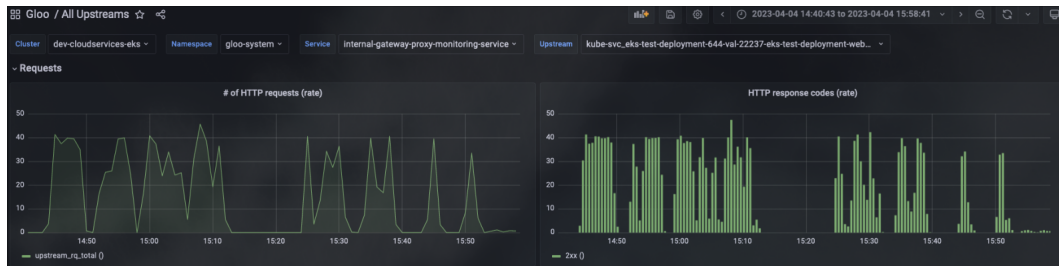 Gloo / All Upstreams
2023-04-04 14:40:43 to 2023-04-04 15:58:41
Cluster dev-cloudservices-eks Namespace gloo-system Service internal-gateway-proxy-monitoring-service Upstream kube-svc_eks-test-deployment-644-val-22237-eks-test-deployment-web...
Requests
# of HTTP requests (rate)
50
40
30
20
10
0
14:50 15:00 15:10 15:20 15:30 15:40 15:50
upstream_rq_total ()
HTTP response codes (rate)
50
40
30
20
10
0
14:50 15:00 15:10 15:20 15:30 15:40 15:50
2xx ()